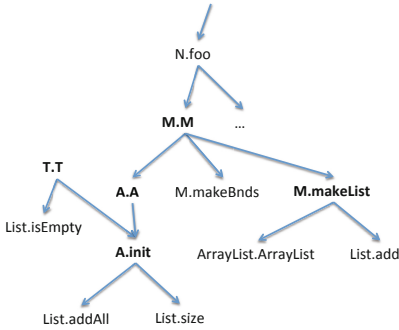 N.foo
M.M
...
T.T
A.A
M.makeBnds
M.makeList
List.isEmpty
A.init
ArrayList.ArrayList
List.add
List.addAll
List.size